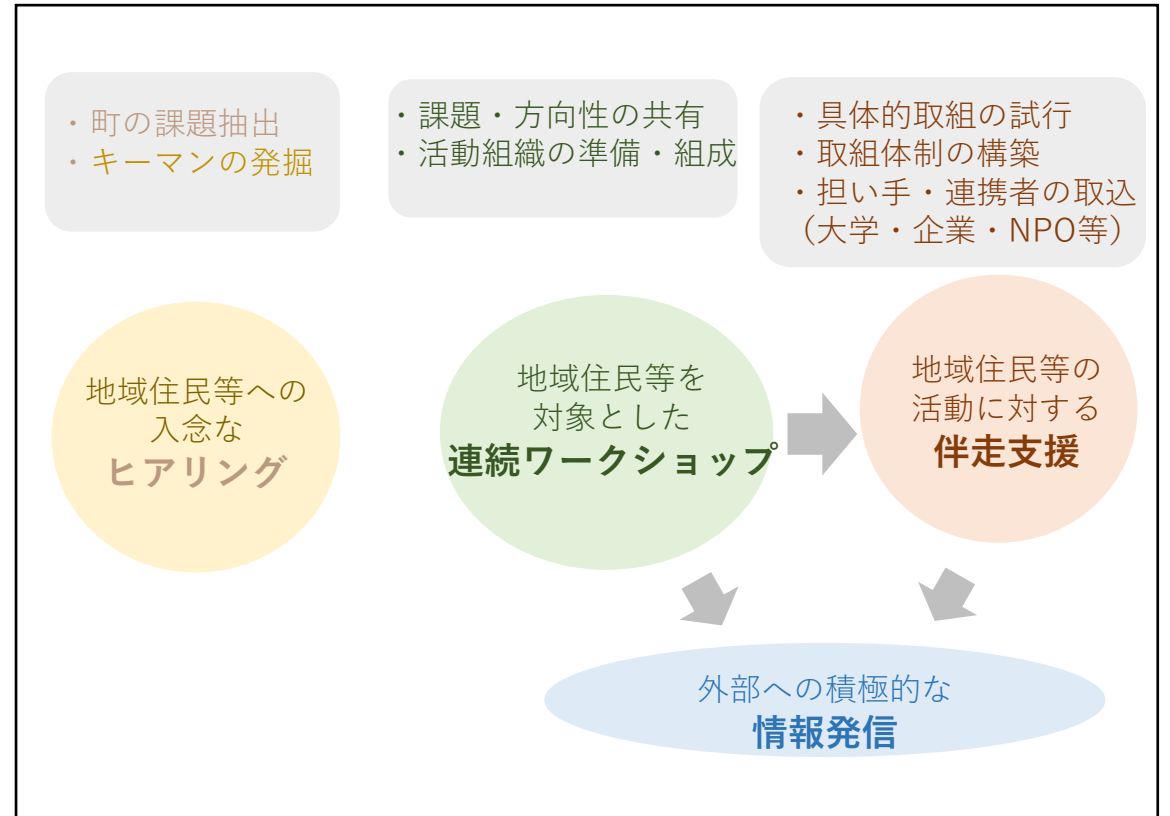 ・町の課題抽出
・キーマンの発掘
・課題・方向性の共有
・活動組織の準備・組成
・具体的取組の試行
・取組体制の構築
・担い手・連携者の取込
（大学・企業・NPO等）
地域住民等への
入念な
ヒアリング
地域住民等を
対象とした
連続ワークショップ
地域住民等の
活動に対する
伴走支援
外部への積極的な
情報発信